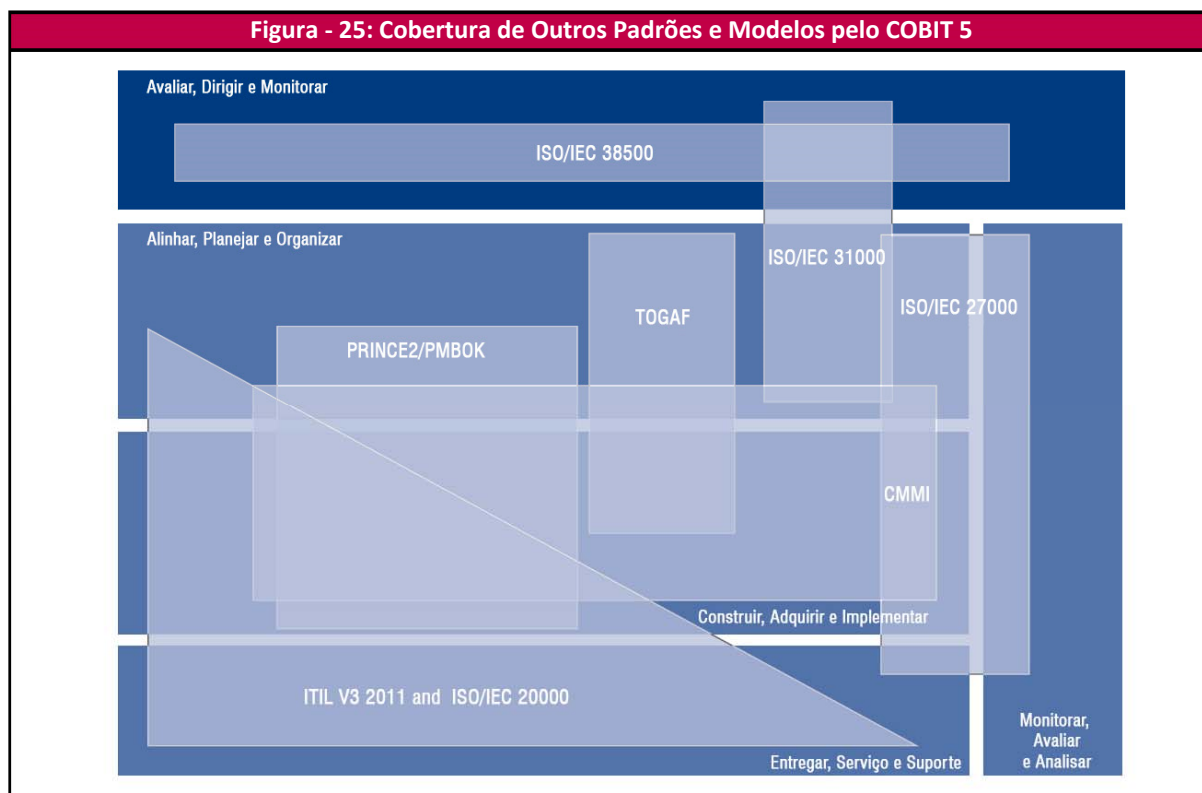 Figura - 25: Cobertura de Outros Padrões e Modelos pelo COBIT 5
Avaliar, Dirigir e Monitorar
ISO/IEC 38500
Alinhar, Planejar e Organizar
ISO/IEC 31000
ISO/IEC 27000
TOGAF
PRINCE2/PMBOK
CMMI
Construir, Adquirir e Implementar
ITIL V3 2011 and ISO/IEC 20000
Entregar, Serviço e Suporte
Monitorar,
Avaliar
e Analisar